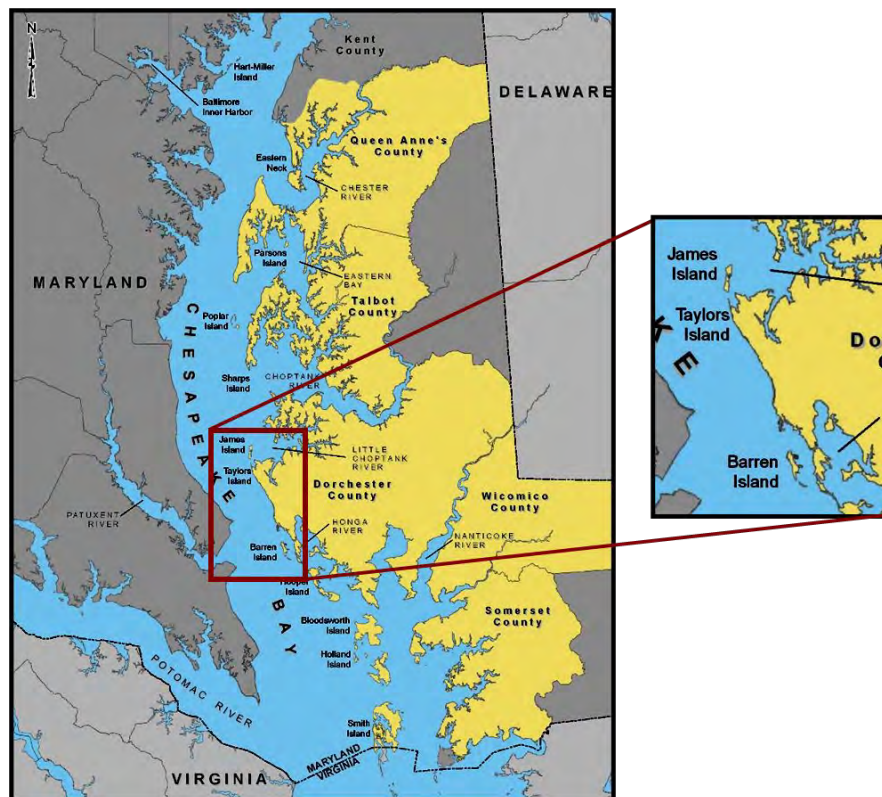 N
Kent
County
Hart-Miller
Island
DELAWARE
Baltimore
Inner Harbor
Queen Anne's
County
Eastern
Neck
CHESTER
RIVER
Parsons
Island
EASTERN
BAY
MARYLAND
Talbot
County
Poplar
Island
CHESAPEAKE
Sharps
Island
CHOPTANK
RIVER
James
Island
LITTLE
CHOPTANK
RIVER
Taylors
Island
Dorchester
County
Wicomico
County
PATUXENT
RIVER
HONGA
RIVER
NANTICOKE
RIVER
Barren
Island
Hooper
Island
BAY
Somerset
County
Bloodsworth
Island
Holland
Island
POTOMAC RIVER
Smith
Island
MARYLAND
VIRGINIA
VIRGINIA
James
Island
Taylors
Island
K E
Do
Barren
Island